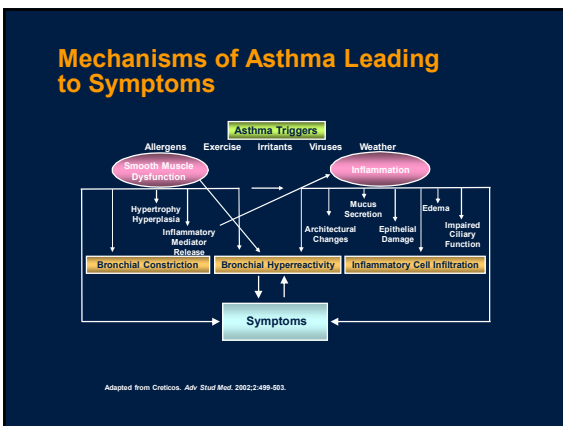 Mechanisms of Asthma Leading
to Symptoms
Asthma Triggers
Allergens Exercise Irritants Viruses Weather
Smooth Muscle
Dysfunction
Inflammation
Hypertrophy
Hyperplasia
Inflammatory
Mediator
Release
Mucus
Secretion
Edema
Architectural
Changes
Epithelial
Damage
Impaired
Ciliary
Function
Bronchial Constriction
Bronchial Hyperreactivity
Inflammatory Cell Infiltration
Symptoms
Adapted from Creticos. Adv Stud Med. 2002;2:499-503.